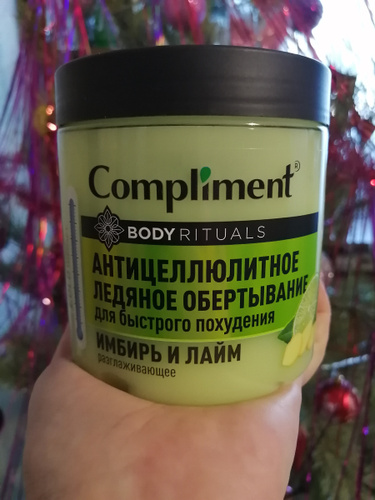 Compliment®
BODY RITUALS
АНТИЦЕЛЛЮЛИТНОЕ
ЛЕДЯНОЕ ОБЕРТЫВАНИЕ
для быстрого похудения
ИМБИРЬ И ЛАЙМ
разглаживающее